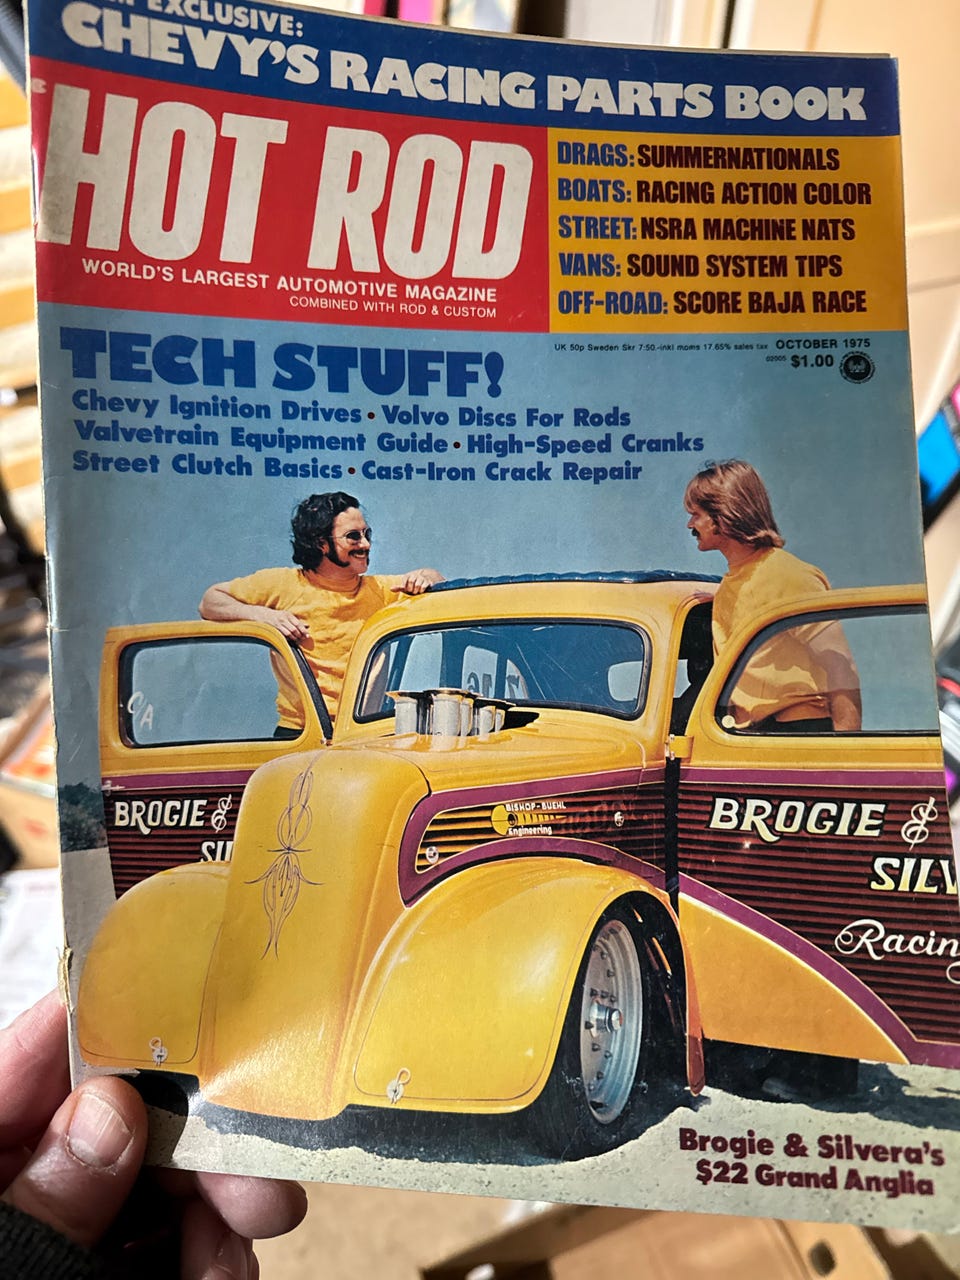 EXCLUSIVE:
CHEVY'S RACING PARTS BOOK
HOT ROD
WORLD'S LARGEST AUTOMOTIVE MAGAZINE
COMBINED WITH ROD & CUSTOM
DRAGS: SUMMERNATIONALS
BOATS: RACING ACTION COLOR
STREET: NSRA MACHINE NATS
VANS: SOUND SYSTEM TIPS
OFF-ROAD: SCORE BAJA RACE
UK 50p Sweden Skr 7:50.-inkl moms 17.65% sales tax OCTOBER 1975
02005 $1.00
TECH STUFF!
Chevy Ignition Drives • Volvo Discs For Rods
Valvetrain Equipment Guide • High-Speed Cranks
Street Clutch Basics • Cast-Iron Crack Repair
C/A
BROGIE &
SIL
BISHOP-BUEHL
Engineering
BROGIE &
SILV
Racin
Brogie & Silvera's
$22 Grand Anglia